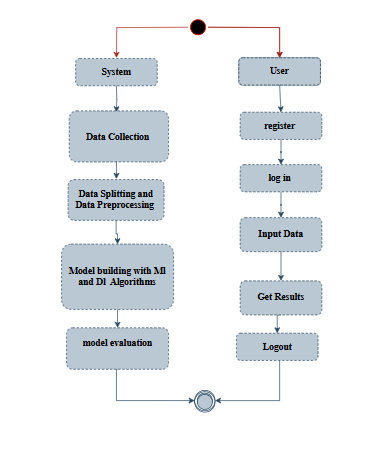 System
User
Data Collection
register
Data Splitting and
Data Preprocessing
log in
Input Data
Model building with Ml
and Dl Algorithms
Get Results
model evaluation
Logout